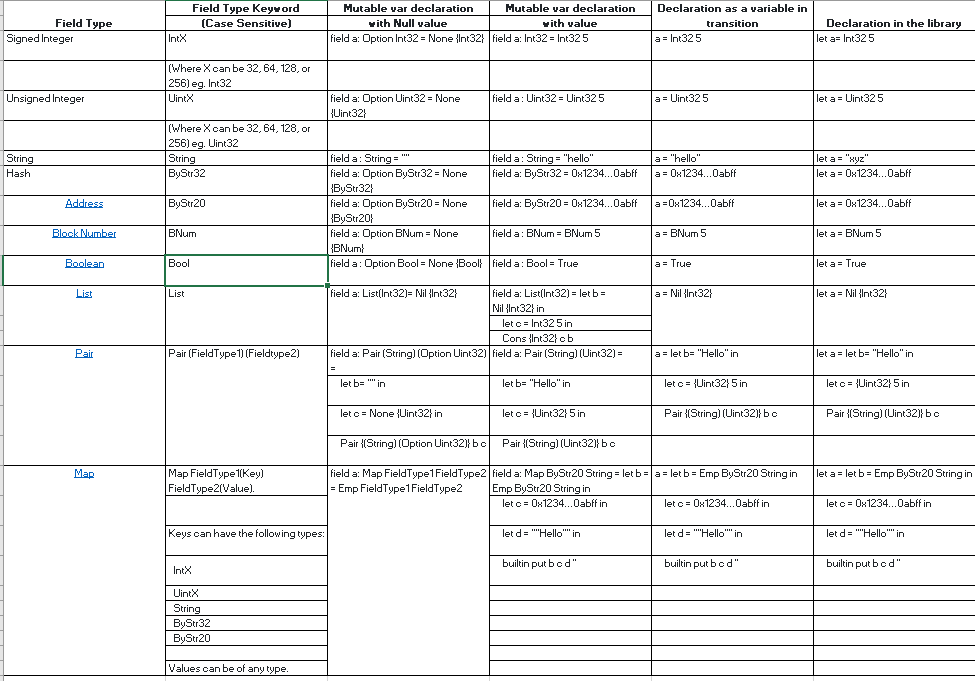 Field Type
Field Type Keyword
(Case Sensitive)
Mutable var declaration
with Null value
Mutable var declaration
with value
Declaration as a variable in
transition
Declaration in the library
Signed Integer
IntX
field a: Option Int32 = None {Int32}
field a: Int32 = Int32 5
a = Int32 5
let a= Int32 5
(Where X can be 32, 64, 128, or
256) eg. Int32
Unsigned Integer
UintX
field a: Option Uint32 = None
{Uint32}
field a : Uint32 = Uint32 5
a = Uint32 5
let a = Uint32 5
(Where X can be 32, 64, 128, or
256) eg. Uint32
String
String
field a : String = ""
field a : String = "hello"
a = "hello"
let a = "xyz"
Hash
ByStr32
field a: Option ByStr32 = None
{ByStr32}
field a: ByStr32 = 0x1234...0abff
a = 0x1234...0abff
let a = 0x1234...0abff
Address
ByStr20
field a: Option ByStr20 = None
{ByStr20}
field a: ByStr20 = 0x1234...0abff
a =0x1234...0abff
let a = 0x1234...0abff
Block Number
BNum
field a: Option BNum = None
{BNum}
field a : BNum = BNum 5
a = BNum 5
let a = BNum 5
Boolean
Bool
field a : Option Bool = None {Bool}
field a : Bool = True
a = True
let a = True
List
List
field a: List(Int32)= Nil {Int32}
field a: List(Int32) = let b =
Nil {Int32} in
let c = Int32 5 in
Cons {Int32} c b
a = Nil {Int32}
let a = Nil {Int32}
Pair
Pair (FieldType1) (Fieldtype2)
field a: Pair (String) (Option Uint32)
=
let b= "" in
let c = None {Uint32} in
Pair {(String) (Option Uint32)} b c
field a: Pair (String) (Uint32) =
let b= "Hello" in
let c = {Uint32} 5 in
Pair {(String) (Uint32)} b c
a = let b= "Hello" in
let c = {Uint32} 5 in
Pair {(String) (Uint32)} b c
let a = let b= "Hello" in
let c = {Uint32} 5 in
Pair {(String) (Uint32)} b c
Map
Map FieldType1(Key)
FieldType2(Value).
Keys can have the following types:
IntX
UintX
String
ByStr32
ByStr20
Values can be of any type.
field a: Map FieldType1 FieldType2
= Emp FieldType1 FieldType2
field a: Map ByStr20 String = let b =
Emp ByStr20 String in
let c = 0x1234...0abff in
let d = ""Hello"" in
builtin put b c d"
a = let b = Emp ByStr20 String in
let c = 0x1234...0abff in
let d = ""Hello"" in
builtin put b c d"
let a = let b = Emp ByStr20 String in
let c = 0x1234...0abff in
let d = ""Hello"" in
builtin put b c d"